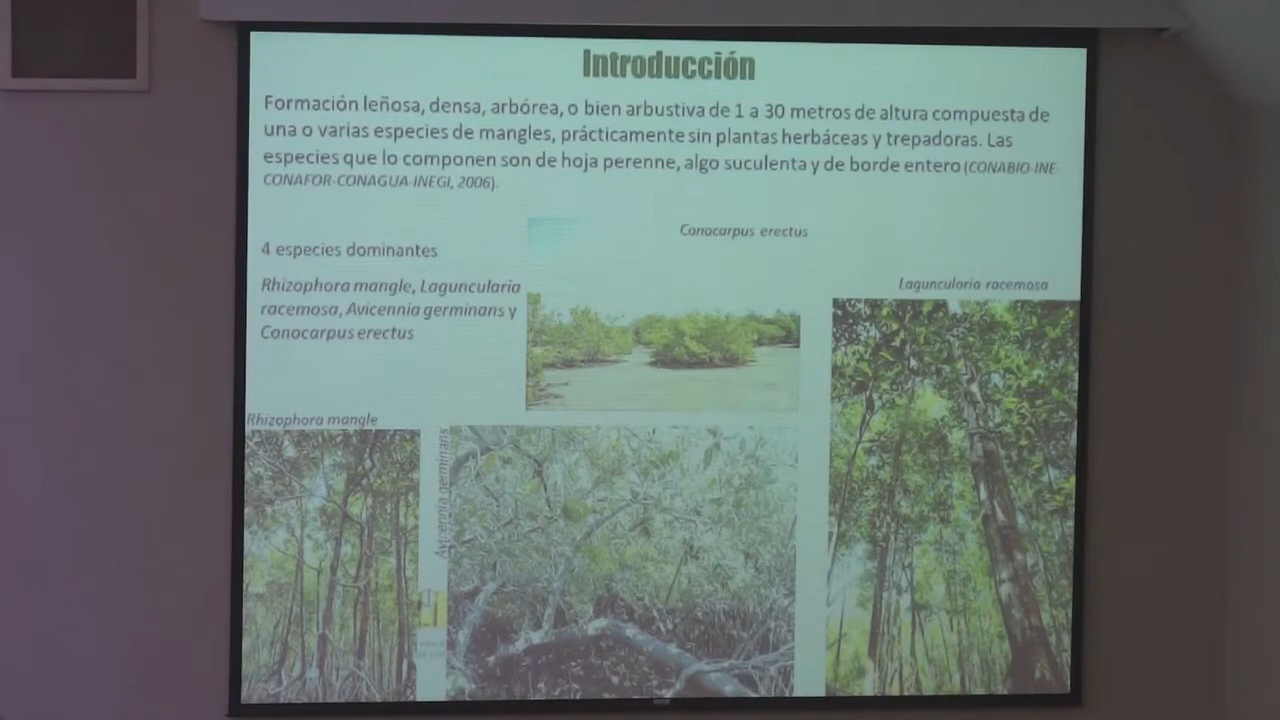 Introducción
Formación leñosa, densa, arbórea, o bien arbustiva de 1 a 30 metros de altura compuesta de
una o varias especies de mangles, prácticamente sin plantas herbáceas y trepadoras. Las
especies que lo componen son de hoja perenne, algo suculenta y de borde entero (CONABIO-INE-
CONAFOR-CONAGUA-INEGI, 2006).
Conocarpus erectus
4 especies dominantes
Laguncularia racemosa
Rhizophora mangle, Laguncularia
racemosa, Avicennia germinans y
Conocarpus erectus
Rhizophora mangle
Avicennia germinans